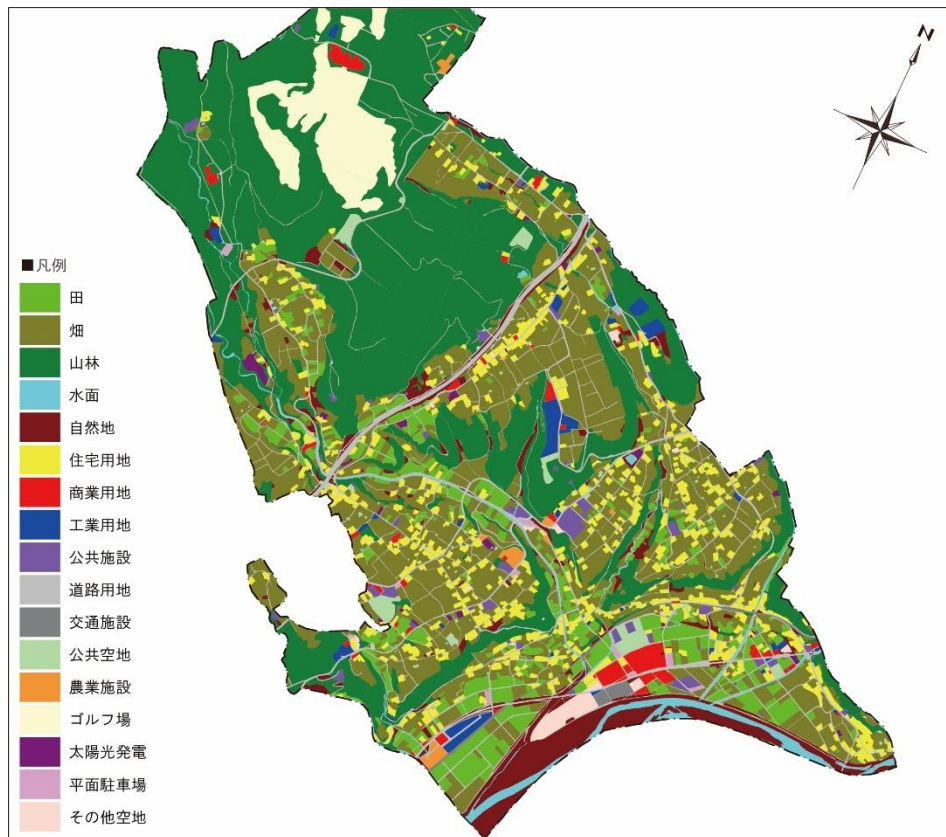 N
■凡例
田
畑
山林
水面
自然地
住宅用地
商業用地
工業用地
公共施設
道路用地
交通施設
公共空地
農業施設
ゴルフ場
太陽光発電
平面駐車場
その他空地